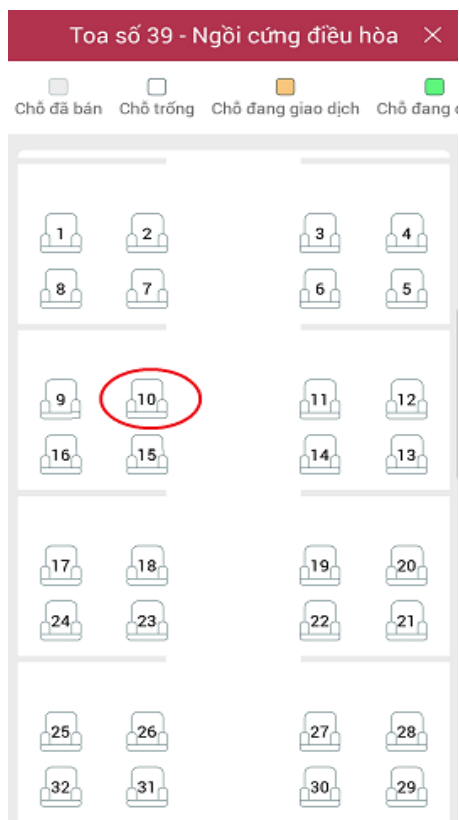 Toa số 39 - Ngồi cứng điều hòa
Chỗ đã bán Chỗ trống Chỗ đang giao dịch Chỗ đang
1 2 3 4
8 7 6 5
9 10 11 12
16 15 14 13
17 18 19 20
24 23 22 21
25 26 27 28
32 31 30 29